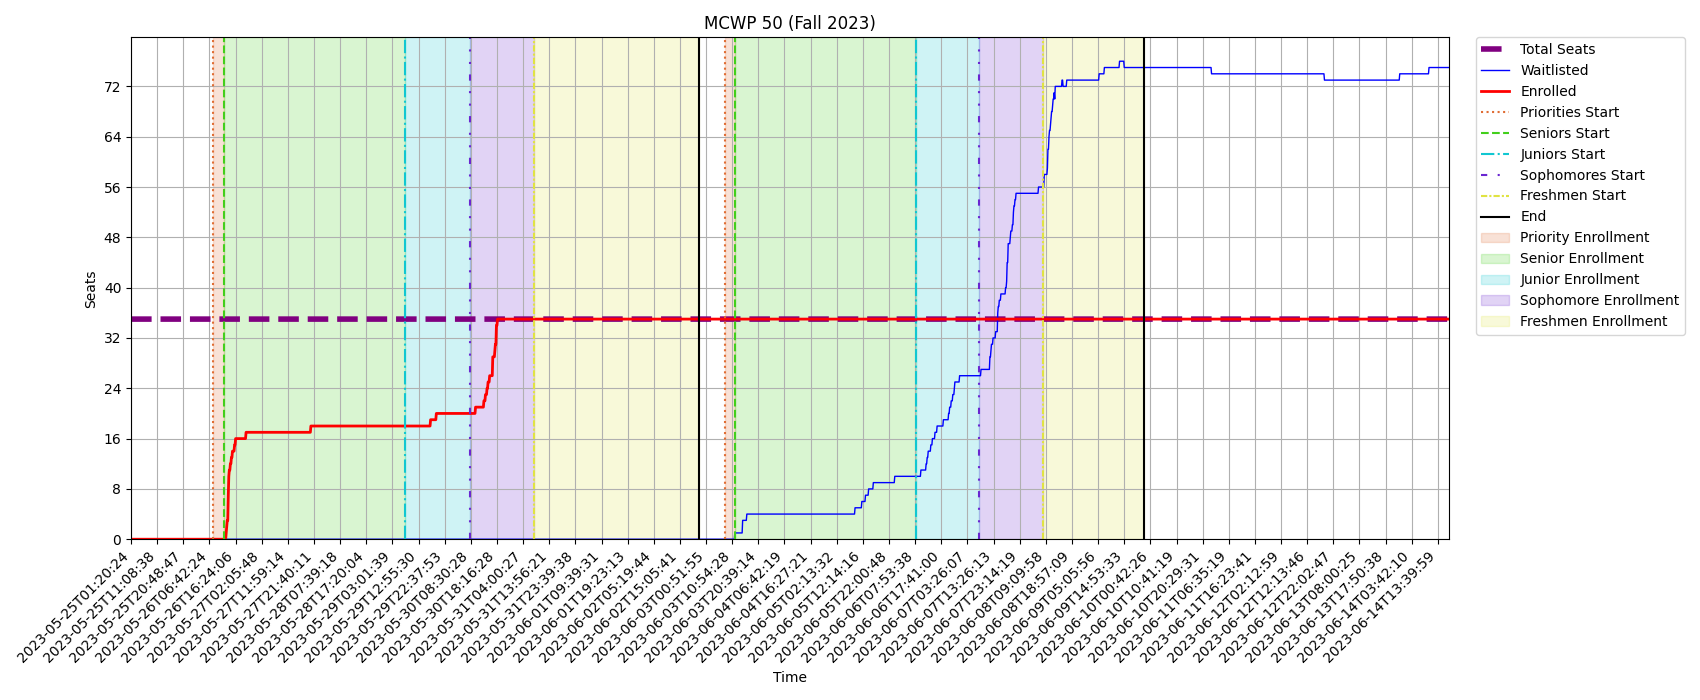 MCWP 50 (Fall 2023)
Seats
72
64
56
48
40
32
24
16
8
0
2023-05-25T01:20:24
2023-05-25T11:08:38
2023-05-25T20:48:47
2023-05-26T06:42:24
2023-05-26T16:24:06
2023-05-27T02:05:48
2023-05-27T11:59:14
2023-05-27T21:40:11
2023-05-28T07:39:18
2023-05-28T17:20:04
2023-05-29T03:01:39
2023-05-29T12:55:30
2023-05-29T22:37:53
2023-05-30T08:30:28
2023-05-30T18:16:28
2023-05-31T04:00:27
2023-05-31T13:56:21
2023-05-31T23:39:38
2023-06-01T09:39:31
2023-06-01T19:23:13
2023-06-02T05:19:44
2023-06-02T15:05:41
2023-06-03T00:51:55
2023-06-03T10:54:28
2023-06-03T20:39:14
2023-06-04T06:42:19
2023-06-04T16:27:21
2023-06-05T02:13:32
2023-06-05T12:14:16
2023-06-05T22:00:48
2023-06-06T07:53:38
2023-06-06T17:41:00
2023-06-07T03:26:07
2023-06-07T13:26:13
2023-06-07T23:14:19
2023-06-08T09:09:58
2023-06-08T18:57:09
2023-06-09T05:05:56
2023-06-09T14:53:33
2023-06-10T00:42:26
2023-06-10T10:41:19
2023-06-10T20:29:31
2023-06-11T06:35:19
2023-06-11T16:23:41
2023-06-12T02:12:59
2023-06-12T12:13:46
2023-06-12T22:02:47
2023-06-13T08:00:25
2023-06-13T17:50:38
2023-06-14T03:42:10
2023-06-14T13:39:59
Time
Total Seats
Waitlisted
Enrolled
Priorities Start
Seniors Start
Juniors Start
Sophomores Start
Freshmen Start
End
Priority Enrollment
Senior Enrollment
Junior Enrollment
Sophomore Enrollment
Freshmen Enrollment